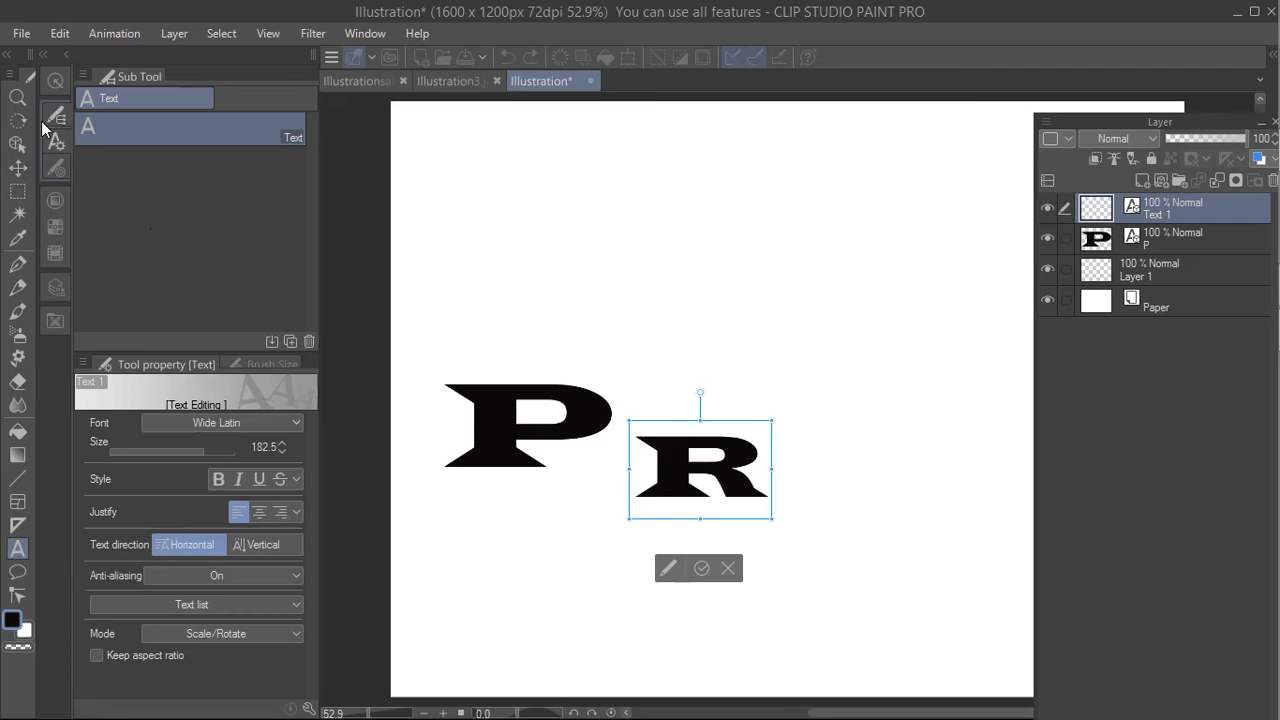 Illustration* (1600 x 1200px 72dpi 52.9%) You can use all features - CLIP STUDIO PAINT PRO
File Edit Animation Layer Select View Filter Window Help
Sub Tool
Illustration3. Illustration*
Text
Text
Layer
Normal 100
100 % Normal
Text 1
100 % Normal
P
100 % Normal
Layer 1
Paper
Tool property [Text] Brush Size
Text 1
[Text Editing ]
Font Wide Latin
Size 182.5
Style B I U S
Justify
Text direction Horizontal Vertical
Anti-aliasing On
Text list
Mode Scale/Rotate
Keep aspect ratio
P
R
52.9 0.0